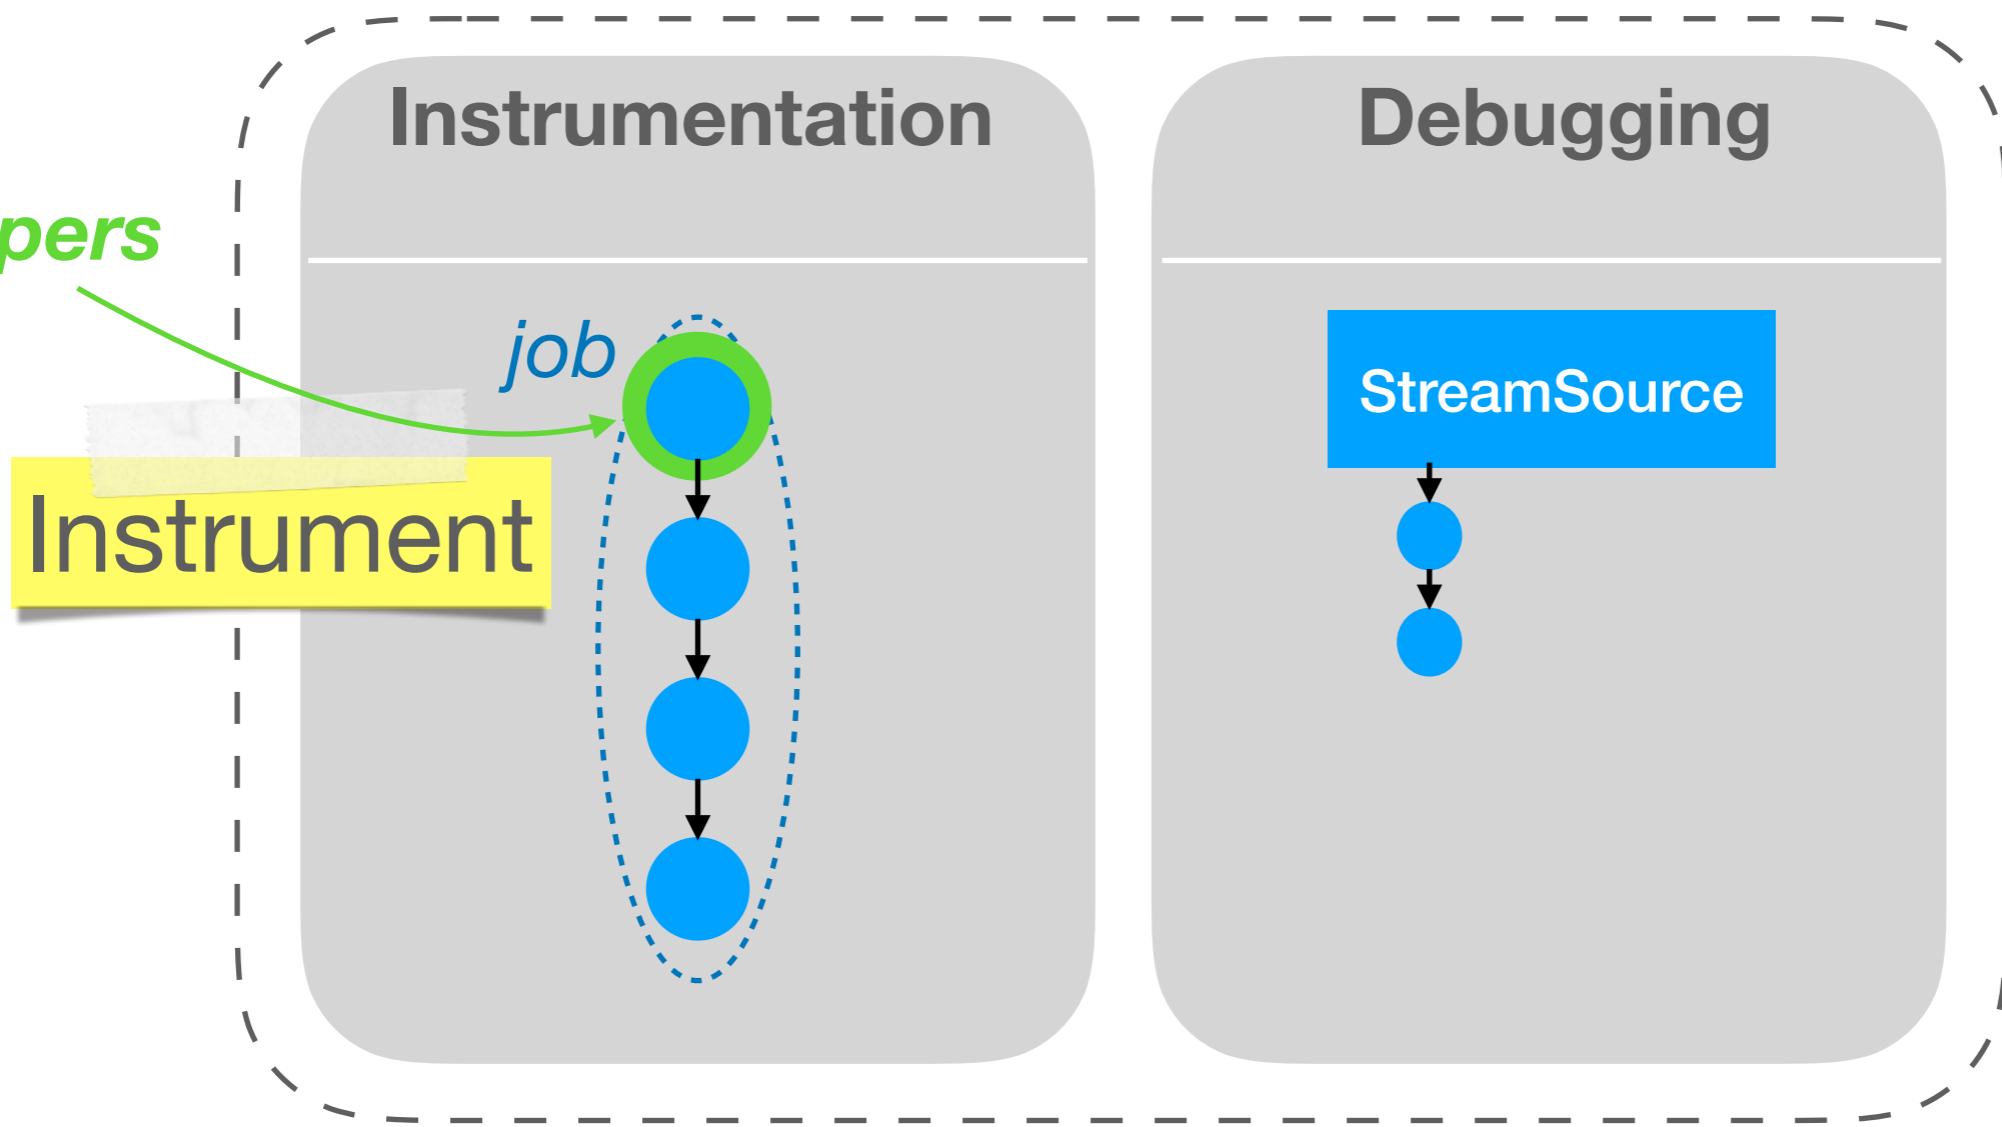 Instrumentation
Debugging
pers
job
StreamSource
Instrument